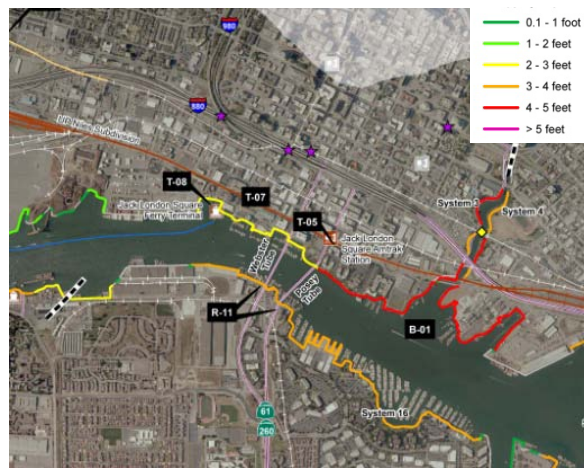 0.1 - 1 foot
1 - 2 feet
2 - 3 feet
3 - 4 feet
4 - 5 feet
> 5 feet
980
880
UP Niles Subdivision
T-08
T-07
Jack London Square
Ferry Terminal
T-05
System 3
System 4
Jack London
Square Amtrak
Station
Webster
Tube
Posey
Tube
R-11
B-01
System 16
61
260